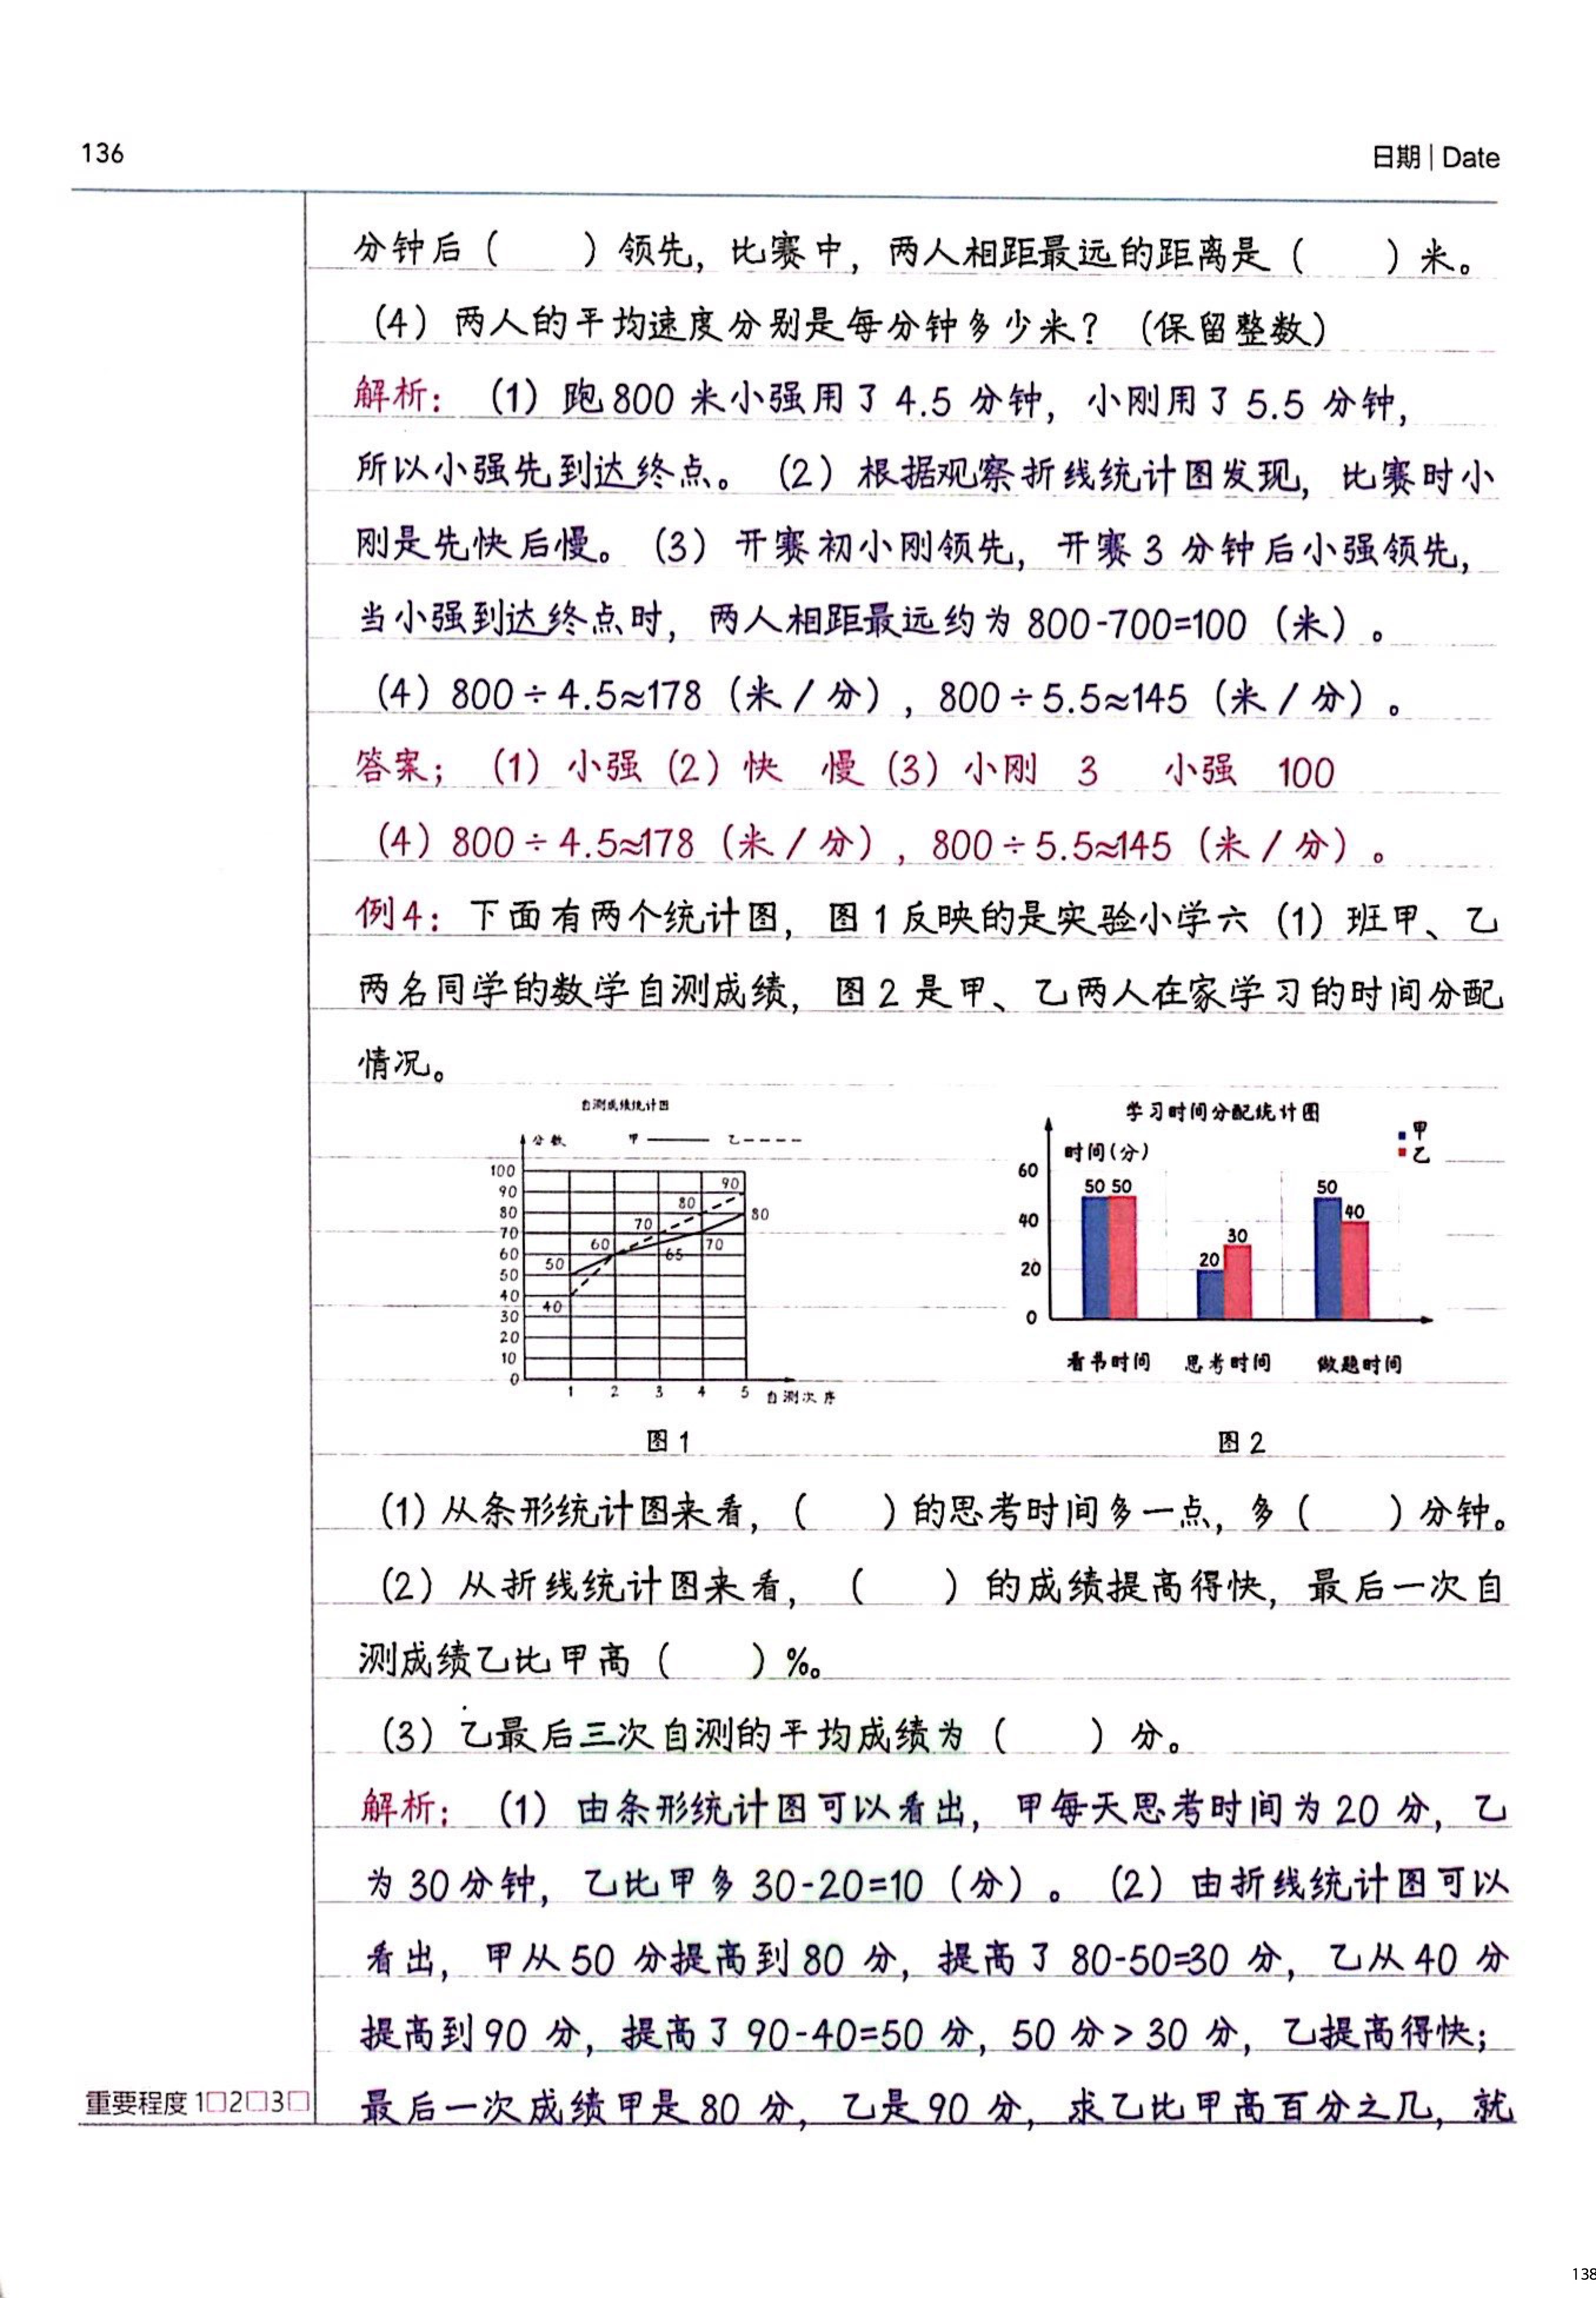 136
日期 | Date
分钟后（　　）领先，比赛中，两人相距最远的距离是（　　）米。
（4）两人的平均速度分别是每分钟多少米？（保留整数）
解析：（1）跑800米小强用了4.5分钟，小刚用了5.5分钟，
所以小强先到达终点。（2）根据观察折线统计图发现，比赛时小
刚是先快后慢。（3）开赛初小刚领先，开赛3分钟后小强领先，
当小强到达终点时，两人相距最远约为800-700=100（米）。
（4）800÷4.5≈178（米/分），800÷5.5≈145（米/分）。
答案；（1）小强（2）快　慢（3）小刚　3　小强　100
（4）800÷4.5≈178（米/分），800÷5.5≈145（米/分）。
例4：下面有两个统计图，图1反映的是实验小学六（1）班甲、乙
两名同学的数学自测成绩，图2是甲、乙两人在家学习的时间分配
情况。
自测成绩统计图
分数　甲　乙
100
90
80
70
60
50
40
30
20
10
0
50 60 65 70 80
40 70 80 90
1 2 3 4 5 自测次序
图1
学习时间分配统计图
甲
乙
时间(分)
60
40
20
0
50 50 20 30 50 40
看书时间 思考时间 做题时间
图2
（1）从条形统计图来看，（　　）的思考时间多一点，多（　　）分钟。
（2）从折线统计图来看，（　　）的成绩提高得快，最后一次自
测成绩乙比甲高（　　）%。
（3）乙最后三次自测的平均成绩为（　　）分。
解析；（1）由条形统计图可以看出，甲每天思考时间为20分，乙
为30分钟，乙比甲多30-20=10（分）。（2）由折线统计图可以
看出，甲从50分提高到80分，提高了80-50=30分，乙从40分
提高到90分，提高了90-40=50分，50分>30分，乙提高得快；
最后一次成绩甲是80分，乙是90分，求乙比甲高百分之几，就
重要程度 1□2□3□
138